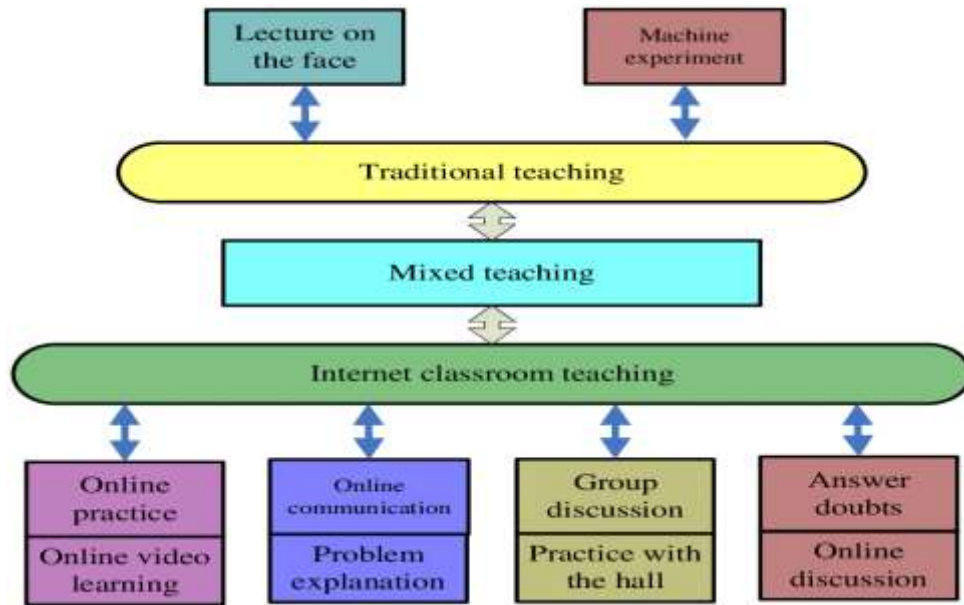 Lecture on
the face
Machine
experiment
Traditional teaching
Mixed teaching
Internet classroom teaching
Online
practice
Online video
learning
Online
communication
Problem
explanation
Group
discussion
Practice with
the hall
Answer
doubts
Online
discussion